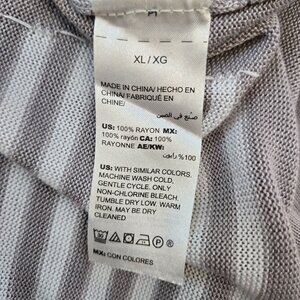 XL/XG
MADE IN CHINA/ HECHO EN
CHINA/ FABRIQUÉ EN
CHINE/
صنع في الصين
US: 100% RAYON MX:
100% rayón CA: 100%
RAYONNE AE/KW:
100% رايون
US: WITH SIMILAR COLORS.
MACHINE WASH COLD,
GENTLE CYCLE. ONLY
NON-CHLORINE BLEACH.
TUMBLE DRY LOW. WARM
IRON. MAY BE DRY
CLEANED
MX: CON COLORES